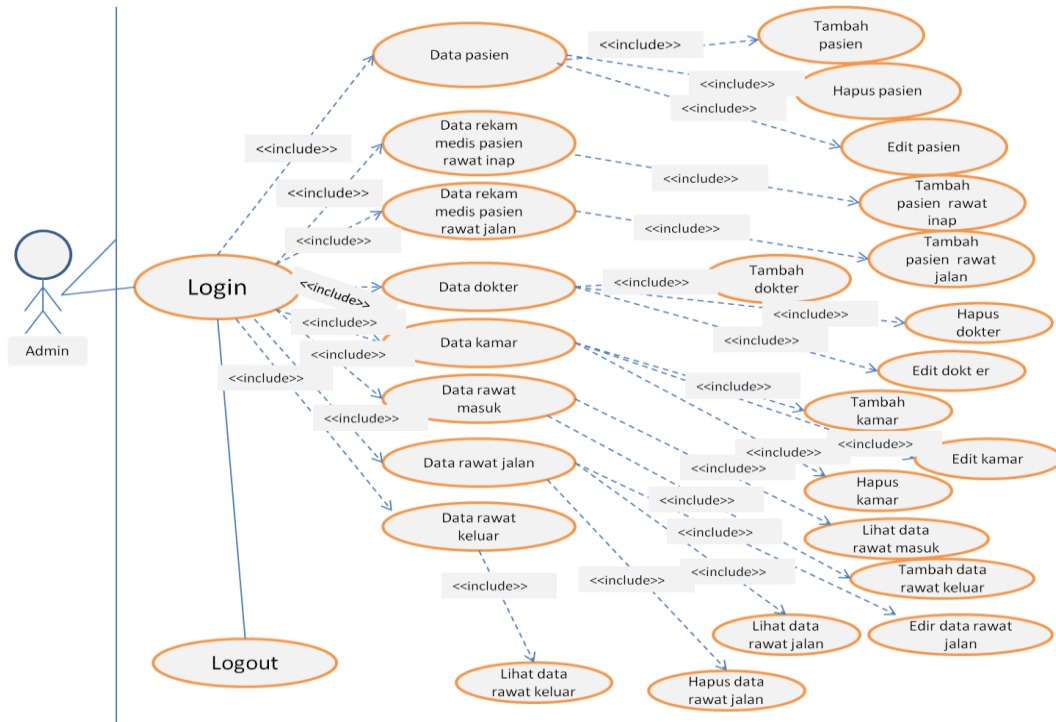 Admin
Login
Logout
<<include>>
<<include>>
<<include>>
<<include>>
<<include>>
<<include>>
<<include>>
<<include>>
Data pasien
<<include>>
Tambah
pasien
<<include>>
Hapus pasien
<<include>>
Edit pasien
Data rekam
medis pasien
rawat inap
<<include>>
Tambah
pasien rawat
inap
Data rekam
medis pasien
rawat jalan
<<include>>
Tambah
pasien rawat
jalan
Data dokter
<<include>>
Tambah
dokter
<<include>>
Hapus
dokter
<<include>>
Edit dokt er
Data kamar
<<include>>
Tambah
kamar
<<include>>
Edit kamar
<<include>>
Hapus
kamar
Data rawat
masuk
<<include>>
Lihat data
rawat masuk
<<include>>
Tambah data
rawat keluar
Data rawat jalan
<<include>>
Edir data rawat
jalan
<<include>>
Lihat data
rawat jalan
<<include>>
Hapus data
rawat jalan
Data rawat
keluar
<<include>>
Lihat data
rawat keluar